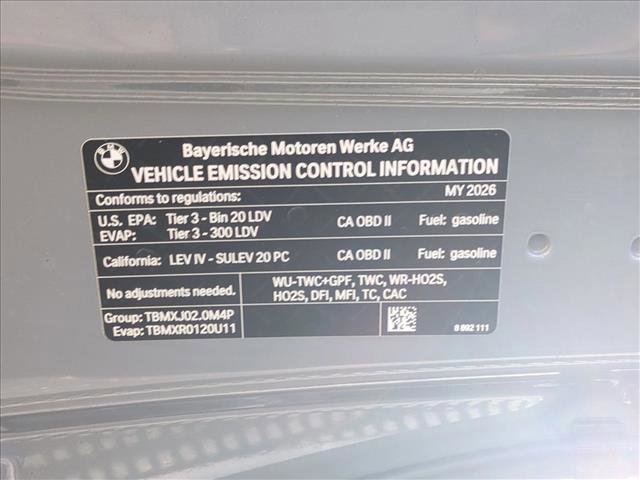 BMW
Bayerische Motoren Werke AG
VEHICLE EMISSION CONTROL INFORMATION
Conforms to regulations: MY 2026
U.S. EPA: Tier 3 - Bin 20 LDV CA OBD II Fuel: gasoline
EVAP: Tier 3 - 300 LDV
California: LEV IV - SULEV 20 PC CA OBD II Fuel: gasoline
No adjustments needed.
WU-TWC+GPF, TWC, WR-HO2S,
HO2S, DFI, MFI, TC, CAC
Group: TBMXJ02.0M4P
Evap: TBMXR0120U11
8 892 111